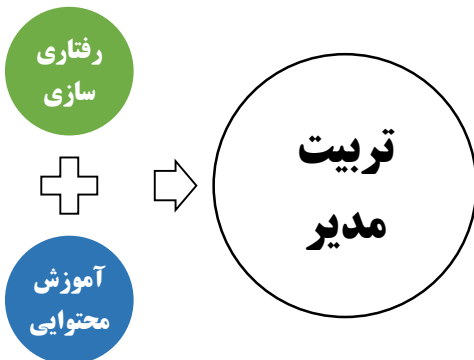 رفتاری
سازی
آموزش
محتوایی
تربیت
مدیر